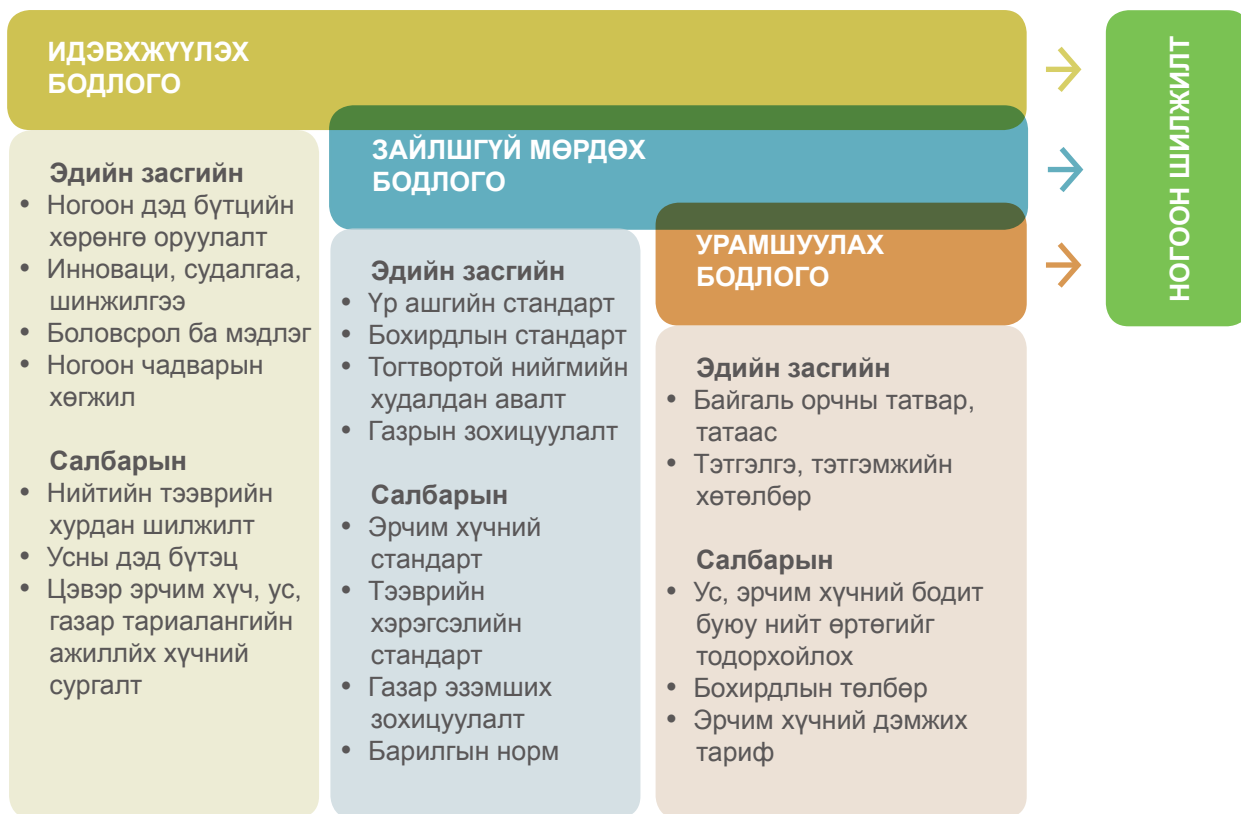 ИДЭВХЖҮҮЛЭХ
БОДЛОГО
Эдийн засгийн
• Ногоон дэд бүтцийн
хөрөнгө оруулалт
• Инноваци, судалгаа,
шинжилгээ
• Боловсрол ба мэдлэг
• Ногоон чадварын
хөгжил
Салбарын
• Нийтийн тээврийн
хурдан шилжилт
• Усны дэд бүтэц
• Цэвэр эрчим хүч, ус,
газар тариалангийн
ажиллйх хүчний
сургалт
ЗАЙЛШГҮЙ МӨРДӨХ
БОДЛОГО
Эдийн засгийн
• Үр ашгийн стандарт
• Бохирдлын стандарт
• Тогтвортой нийгмийн
худалдан авалт
• Газрын зохицуулалт
Салбарын
• Эрчим хүчний
стандарт
• Тээврийн
хэрэгсэлийн
стандарт
• Газар эзэмших
зохицуулалт
• Барилгын норм
УРАМШУУЛАХ
БОДЛОГО
Эдийн засгийн
• Байгаль орчны татвар,
татаас
• Тэтгэлгэ, тэтгэмжийн
хөтөлбөр
Салбарын
• Ус, эрчим хүчний бодит
буюу нийт өртөгийг
тодорхойлох
• Бохирдлын төлбөр
• Эрчим хүчний дэмжих
тариф
НОГООН ШИЛЖИЛТ